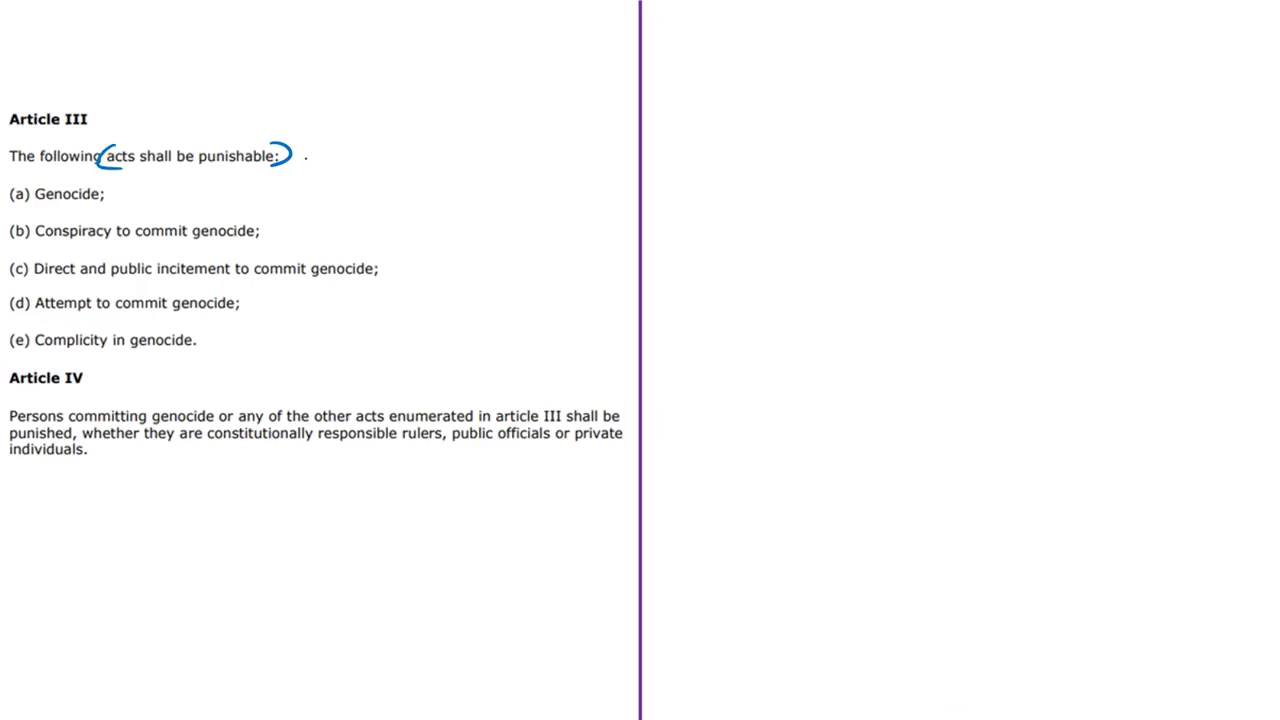 Article III
The following acts shall be punishable:
(a) Genocide;
(b) Conspiracy to commit genocide;
(c) Direct and public incitement to commit genocide;
(d) Attempt to commit genocide;
(e) Complicity in genocide.
Article IV
Persons committing genocide or any of the other acts enumerated in article III shall be
punished, whether they are constitutionally responsible rulers, public officials or private
individuals.